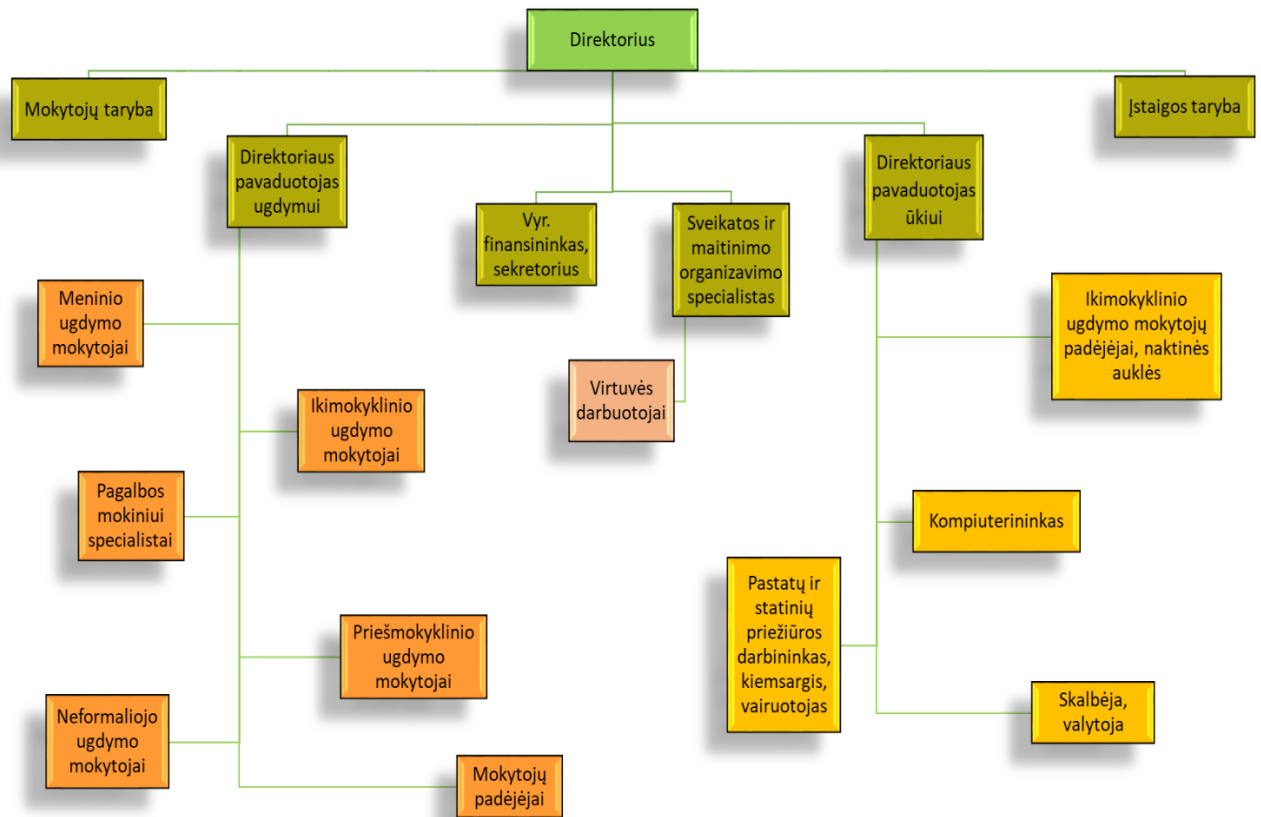 Direktorius
Mokytojų taryba
Įstaigos taryba
Direktoriaus
pavaduotojas
ugdymui
Vyr.
finansininkas,
sekretorius
Sveikatos ir
maitinimo
organizavimo
specialistas
Direktoriaus
pavaduotojas
ūkiui
Meninio
ugdymo
mokytojai
Ikimokyklinio
ugdymo
mokytojai
Pagalbos
mokiniui
specialistai
Priešmokyklinio
ugdymo
mokytojai
Neformaliojo
ugdymo
mokytojai
Mokytojų
padėjėjai
Virtuvės
darbuotojai
Ikimokyklinio
ugdymo mokytojų
padėjėjai, naktinės
auklės
Kompiuterininkas
Pastatų ir
statinių
priežiūros
darbininkas,
kiemsargis,
vairuotojas
Skalbėja,
valytoja